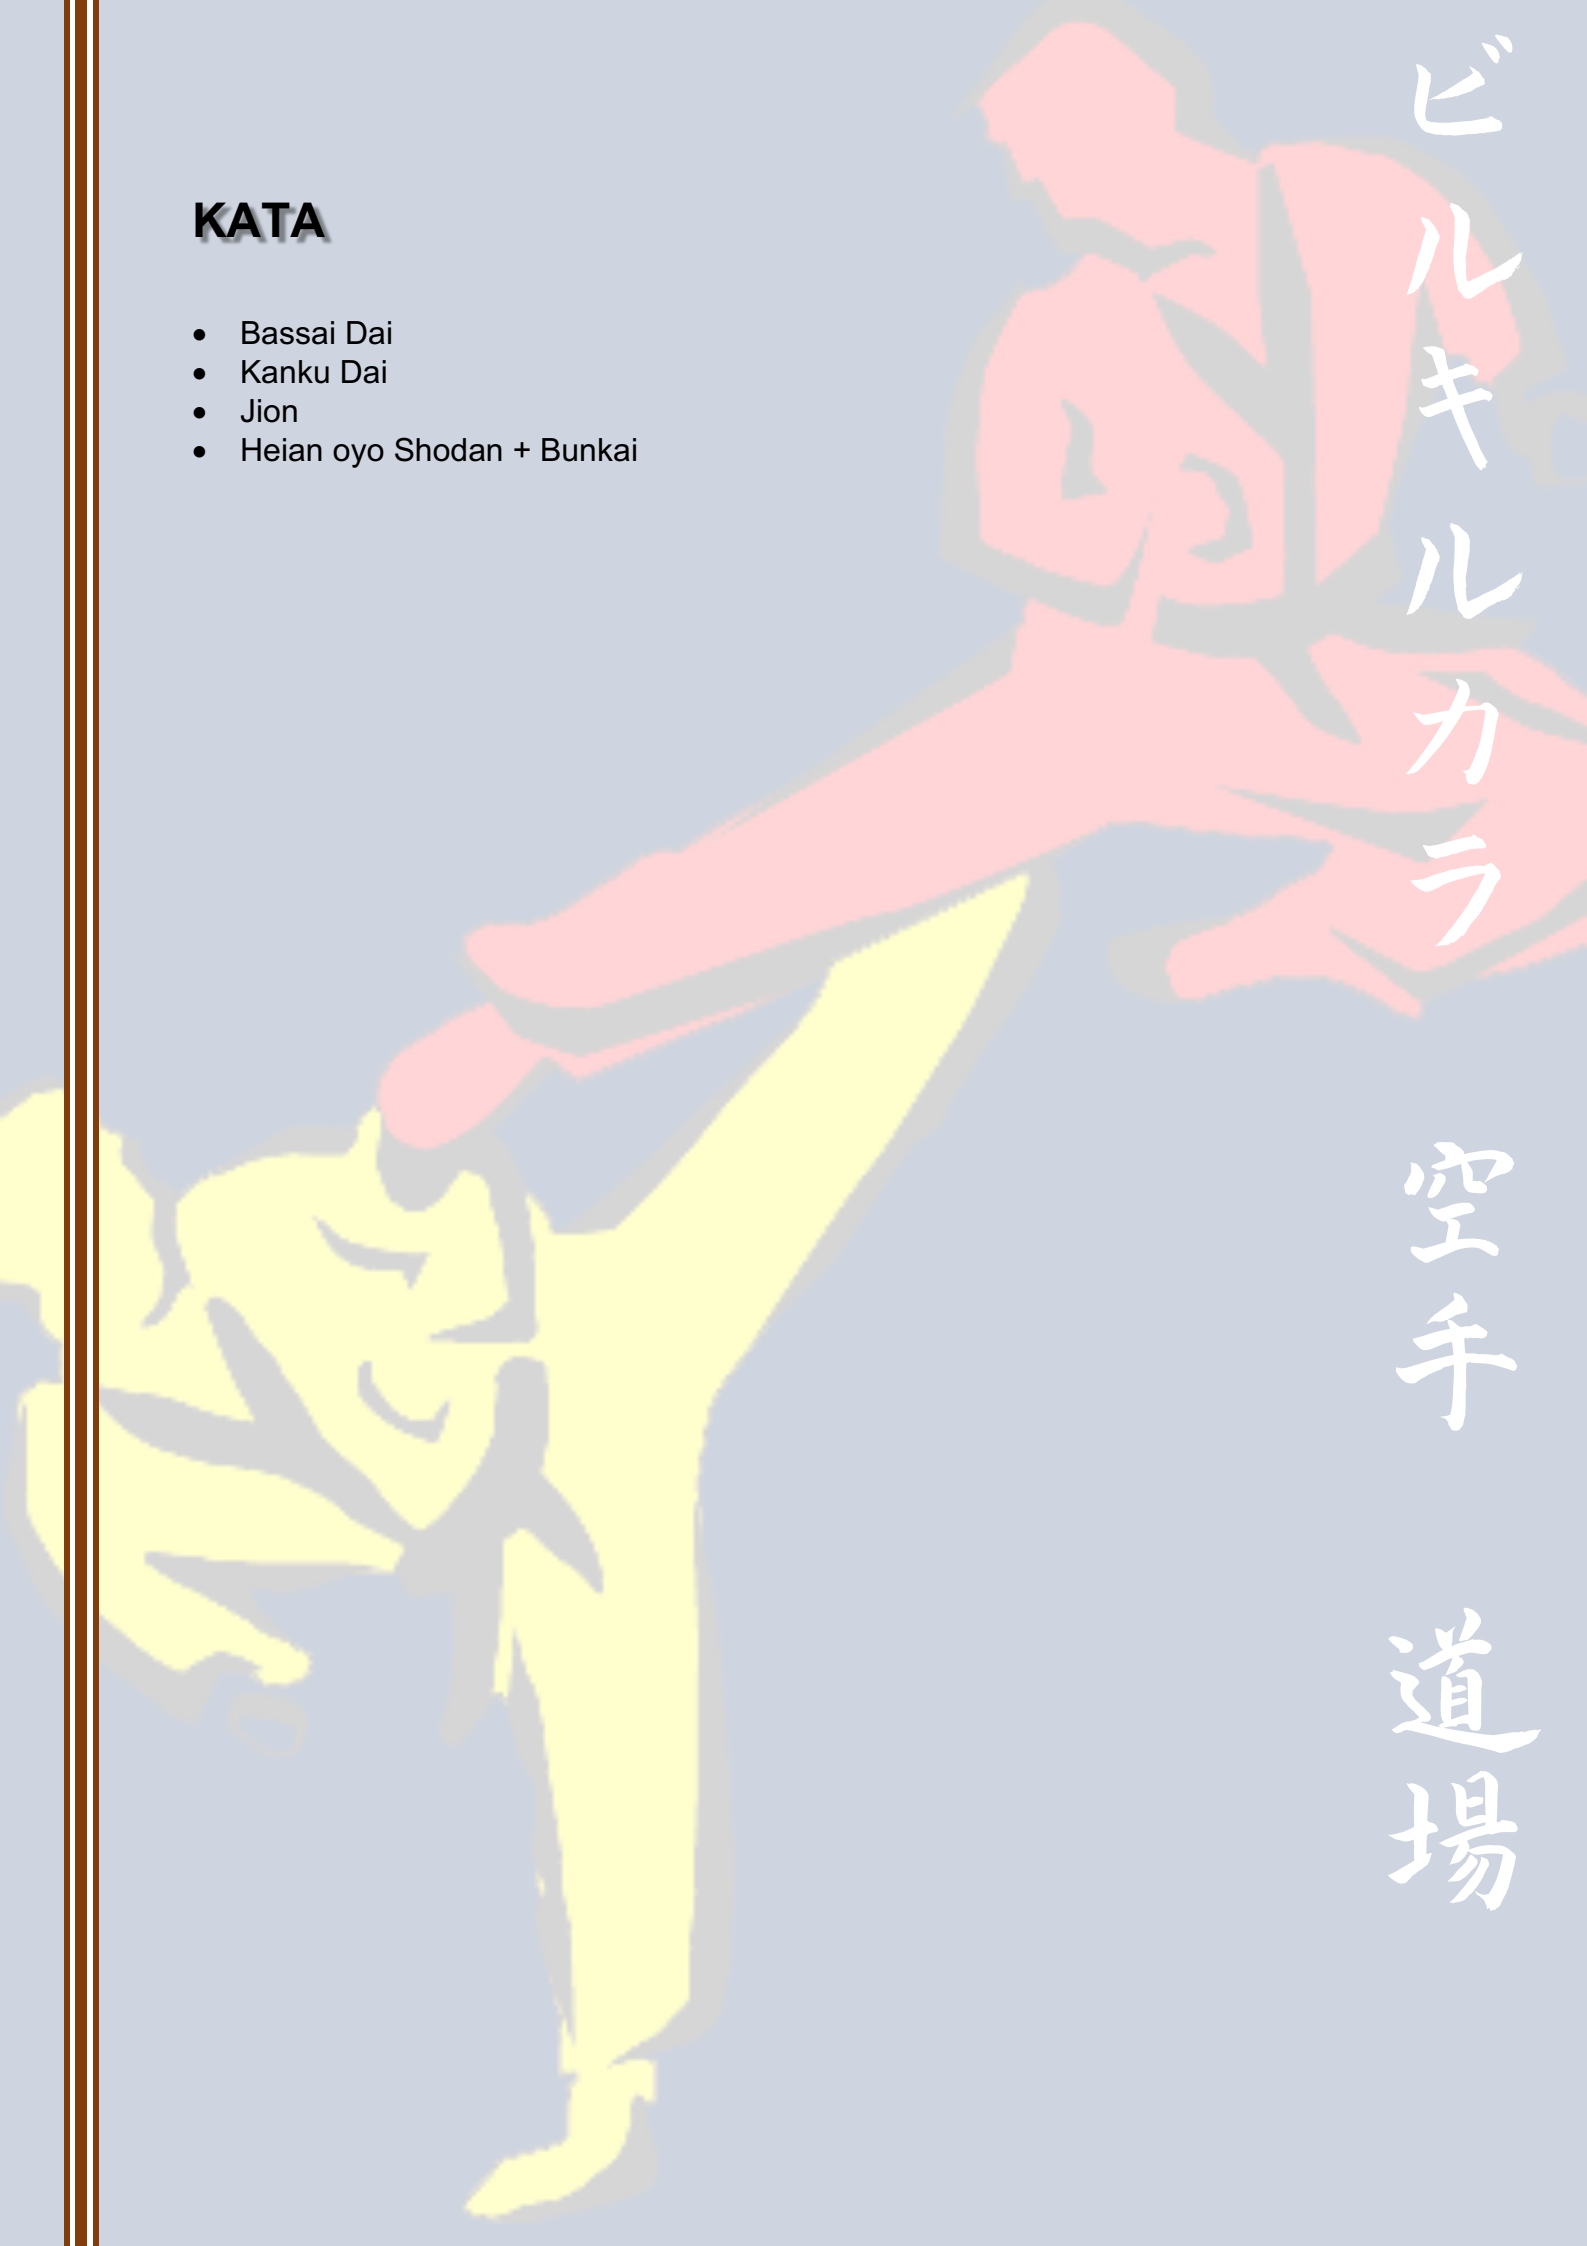 KATA
• Bassai Dai
• Kanku Dai
• Jion
• Heian oyo Shodan + Bunkai
ビルキルカラ 空手 道場